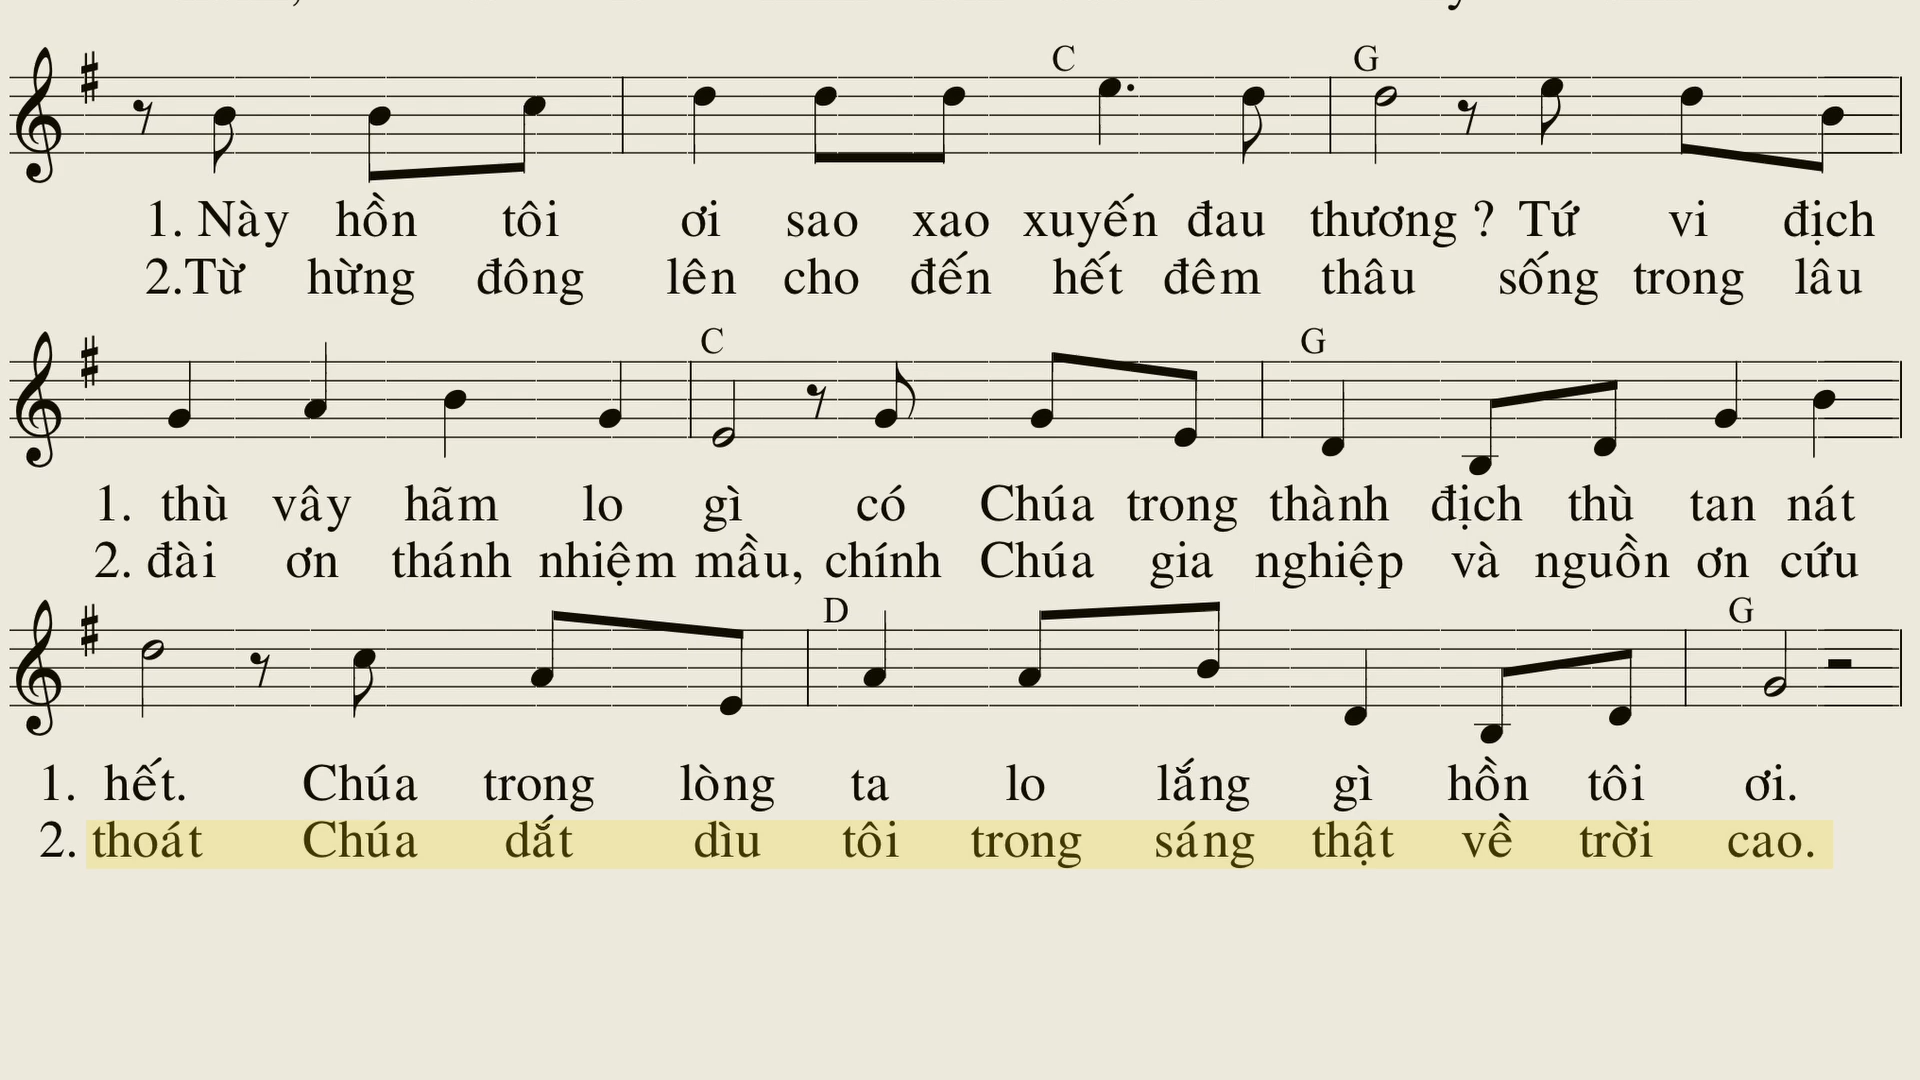 C G
1. Này hồn tôi ơi sao xao xuyến đau thương ? Tứ vi địch
2.Từ hừng đông lên cho đến hết đêm thâu sống trong lâu
C G
1. thù vây hãm lo gì có Chúa trong thành địch thù tan nát
2. đài ơn thánh nhiệm mầu, chính Chúa gia nghiệp và nguồn ơn cứu
D G
1. hết. Chúa trong lòng ta lo lắng gì hồn tôi ơi.
2. thoát Chúa dắt dìu tôi trong sáng thật về trời cao.